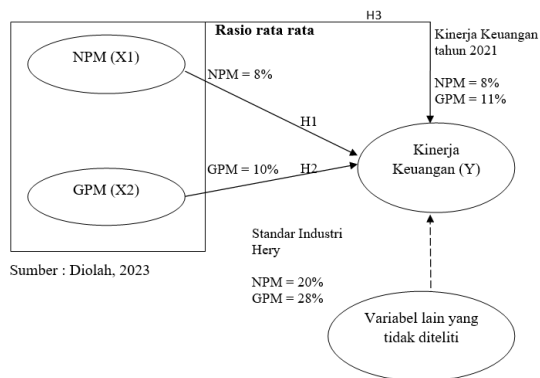 H3
Rasio rata rata
Kinerja Keuangan
tahun 2021
NPM (X1)
NPM = 8%
NPM = 8%
GPM = 11%
H1
Kinerja
Keuangan (Y)
GPM = 10%
H2
GPM (X2)
Standar Industri
Hery
Sumber : Diolah, 2023
NPM = 20%
GPM = 28%
Variabel lain yang
tidak diteliti